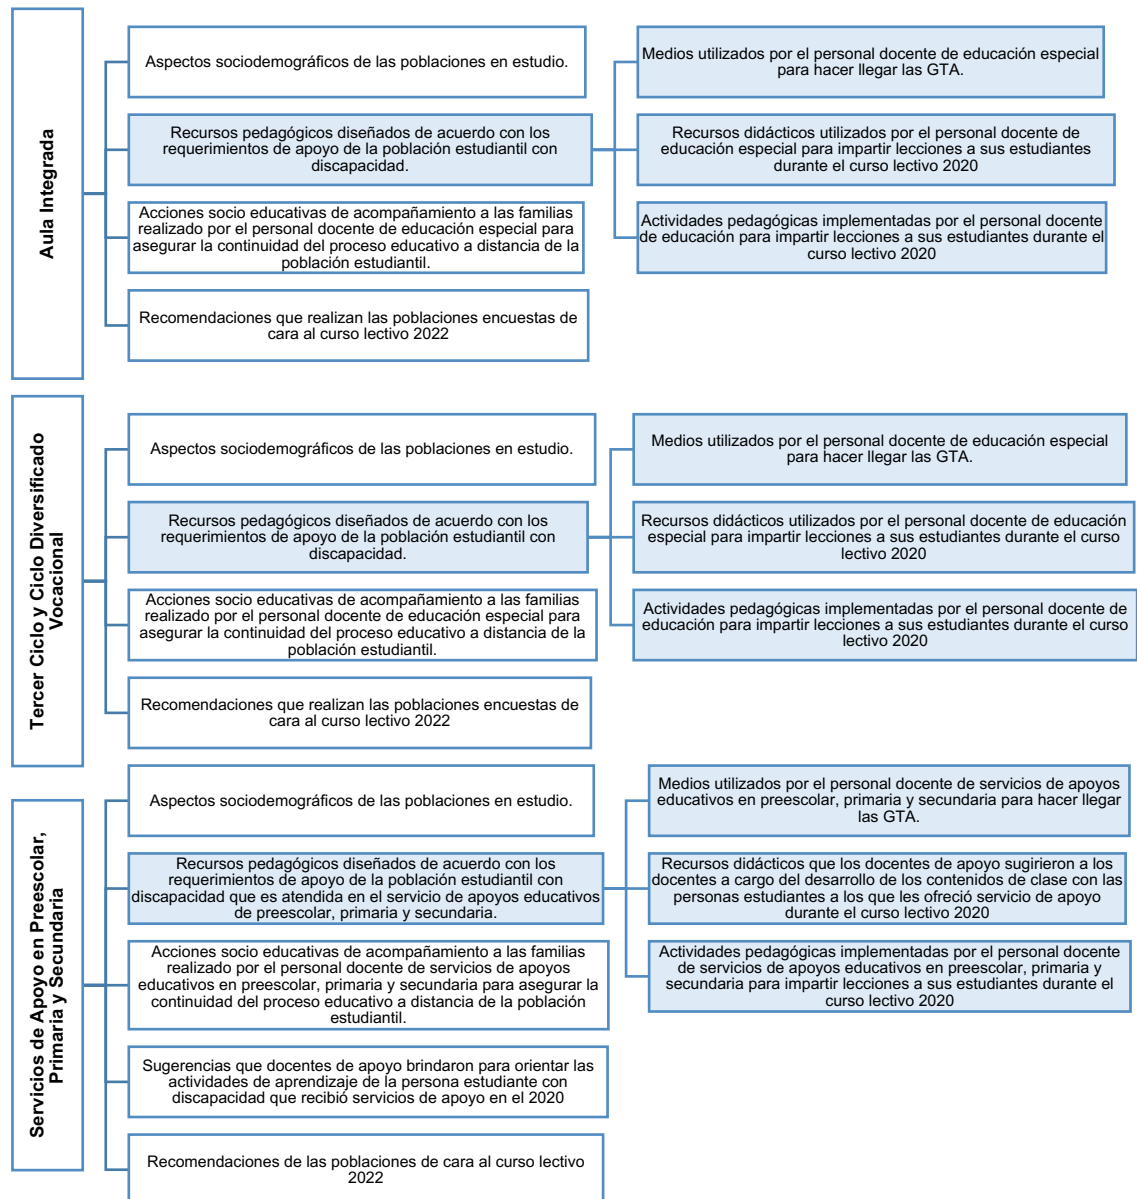 Aula Integrada
Aspectos sociodemográficos de las poblaciones en estudio.
Recursos pedagógicos diseñados de acuerdo con los
requerimientos de apoyo de la población estudiantil con
discapacidad.
Acciones socio educativas de acompañamiento a las familias
realizado por el personal docente de educación especial para
asegurar la continuidad del proceso educativo a distancia de la
población estudiantil.
Recomendaciones que realizan las poblaciones encuestas de
cara al curso lectivo 2022
Medios utilizados por el personal docente de educación especial
para hacer llegar las GTA.
Recursos didácticos utilizados por el personal docente de
educación especial para impartir lecciones a sus estudiantes
durante el curso lectivo 2020
Actividades pedagógicas implementadas por el personal docente
de educación para impartir lecciones a sus estudiantes durante el
curso lectivo 2020
Tercer Ciclo y Ciclo Diversificado
Vocacional
Aspectos sociodemográficos de las poblaciones en estudio.
Recursos pedagógicos diseñados de acuerdo con los
requerimientos de apoyo de la población estudiantil con
discapacidad.
Acciones socio educativas de acompañamiento a las familias
realizado por el personal docente de educación especial para
asegurar la continuidad del proceso educativo a distancia de la
población estudiantil.
Recomendaciones que realizan las poblaciones encuestas de
cara al curso lectivo 2022
Medios utilizados por el personal docente de educación especial
para hacer llegar las GTA.
Recursos didácticos utilizados por el personal docente de educación
especial para impartir lecciones a sus estudiantes durante el curso
lectivo 2020
Actividades pedagógicas implementadas por el personal docente de
educación para impartir lecciones a sus estudiantes durante el curso
lectivo 2020
Servicios de Apoyo en Preescolar,
Primaria y Secundaria
Aspectos sociodemográficos de las poblaciones en estudio.
Recursos pedagógicos diseñados de acuerdo con los
requerimientos de apoyo de la población estudiantil con
discapacidad que es atendida en el servicio de apoyos educativos
de preescolar, primaria y secundaria.
Acciones socio educativas de acompañamiento a las familias
realizado por el personal docente de servicios de apoyos
educativos en preescolar, primaria y secundaria para asegurar la
continuidad del proceso educativo a distancia de la población
estudiantil.
Sugerencias que docentes de apoyo brindaron para orientar las
actividades de aprendizaje de la persona estudiante con
discapacidad que recibió servicios de apoyo en el 2020
Recomendaciones de las poblaciones de cara al curso lectivo
2022
Medios utilizados por el personal docente de servicios de apoyos
educativos en preescolar, primaria y secundaria para hacer llegar
las GTA.
Recursos didácticos que los docentes de apoyo sugirieron a los
docentes a cargo del desarrollo de los contenidos de clase con las
personas estudiantes a los que les ofreció servicio de apoyo
durante el curso lectivo 2020
Actividades pedagógicas implementadas por el personal docente
de servicios de apoyos educativos en preescolar, primaria y
secundaria para impartir lecciones a sus estudiantes durante el
curso lectivo 2020